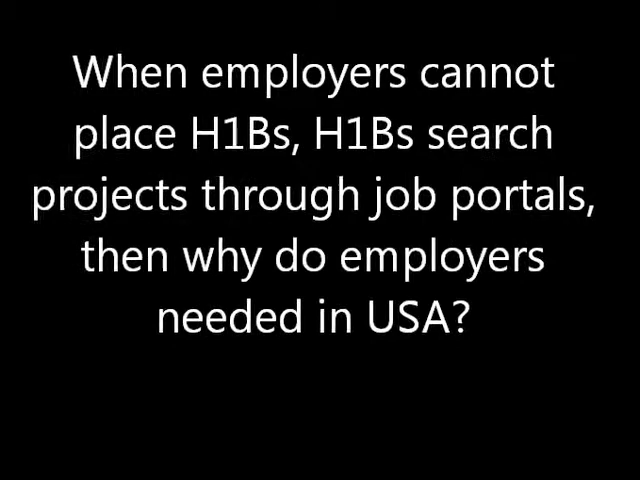 When employers cannot
place H1Bs, H1Bs search
projects through job portals,
then why do employers
needed in USA?